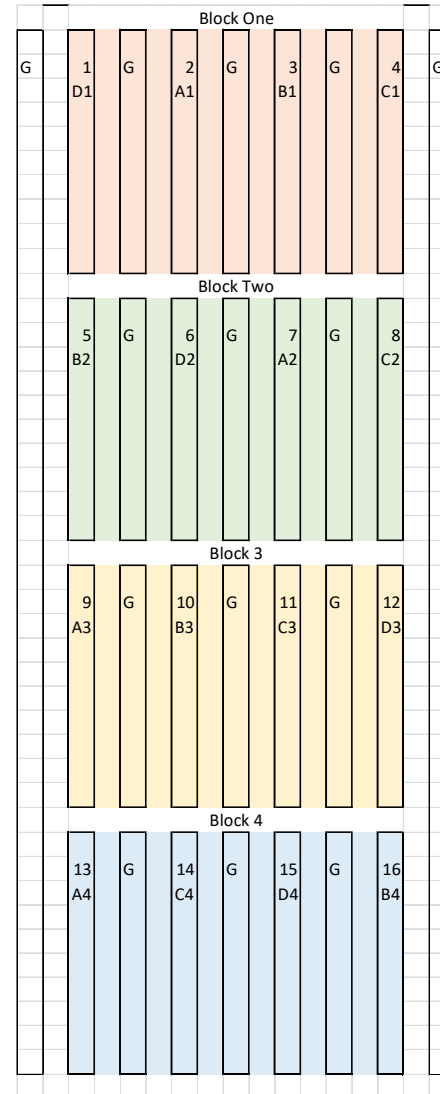 Block One
G 1 G 2 G 3 G 4 G
D1 A1 B1 C1
Block Two
5 G 6 G 7 G 8
B2 D2 A2 C2
Block 3
9 G 10 G 11 G 12
A3 B3 C3 D3
Block 4
13 G 14 G 15 G 16
A4 C4 D4 B4